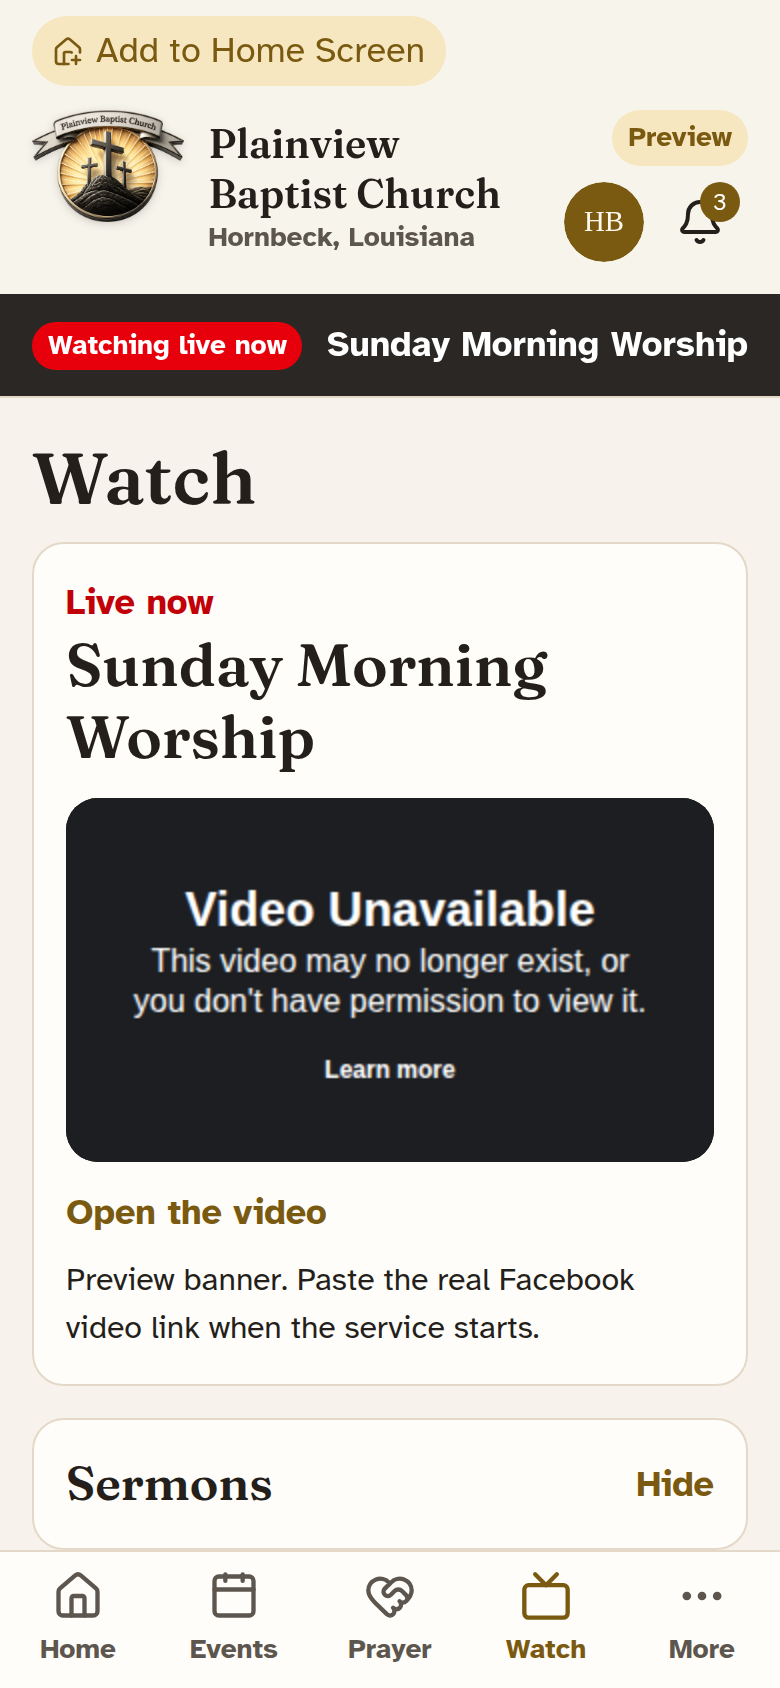 Add to Home Screen
Plainview Baptist Church
Plainview
Baptist Church
Hornbeck, Louisiana
Preview
HB
3
Watching live now
Sunday Morning Worship
Watch
Live now
Sunday Morning
Worship
Video Unavailable
This video may no longer exist, or
you don't have permission to view it.
Learn more
Open the video
Preview banner. Paste the real Facebook
video link when the service starts.
Sermons
Hide
Home
Events
Prayer
Watch
More